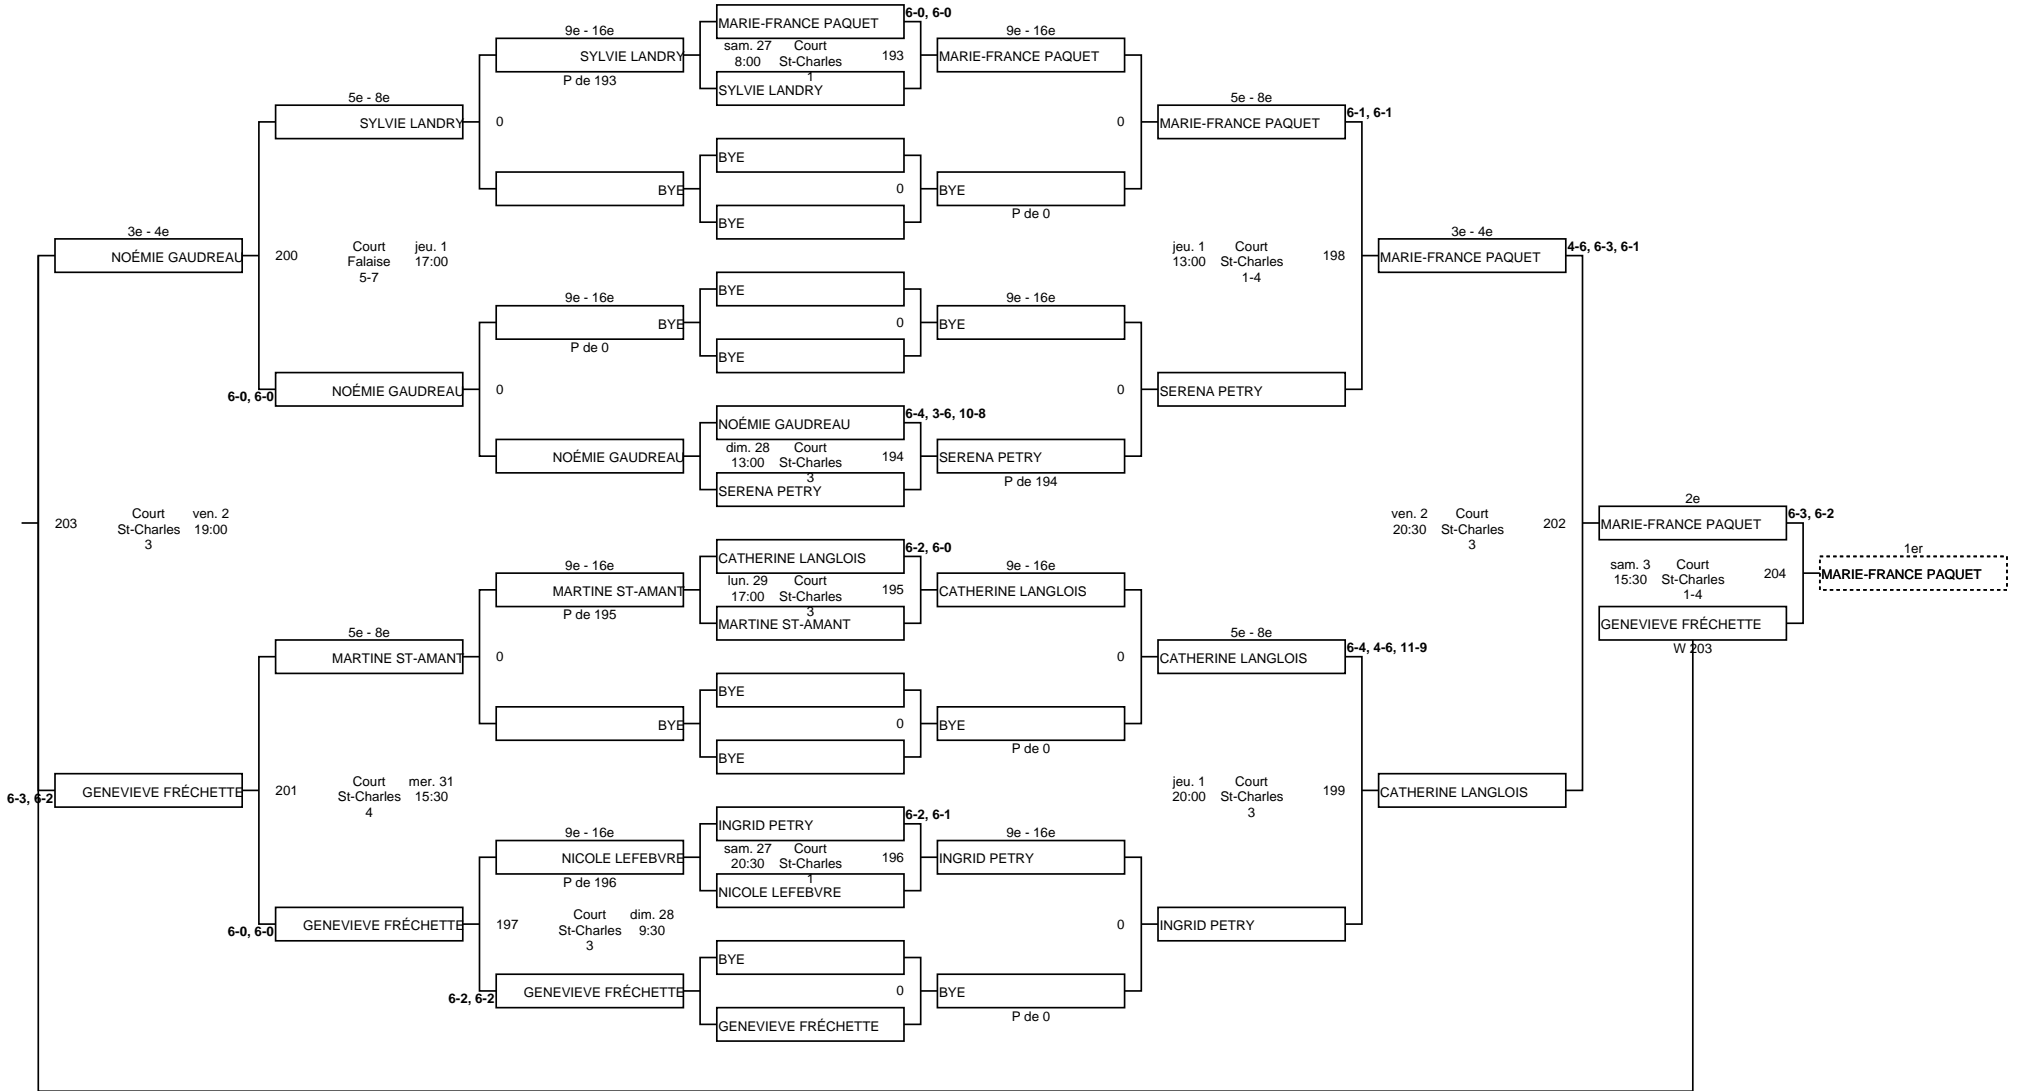 MARIE-FRANCE PAQUET
6-0, 6-0
9e - 16e
SYLVIE LANDRY
P de 193
sam. 27 Court
8:00 St-Charles
1
193
SYLVIE LANDRY
9e - 16e
MARIE-FRANCE PAQUET
5e - 8e
SYLVIE LANDRY
0
BYE
0
BYE
BYE
BYE
P de 0
0
5e - 8e
MARIE-FRANCE PAQUET
6-1, 6-1
3e - 4e
NOÉMIE GAUDREAU
200
Court jeu. 1
Falaise 17:00
5-7
jeu. 1 Court
13:00 St-Charles
1-4
198
3e - 4e
MARIE-FRANCE PAQUET
4-6, 6-3, 6-1
9e - 16e
BYE
P de 0
BYE
0
BYE
9e - 16e
BYE
6-0, 6-0
NOÉMIE GAUDREAU
0
0
SERENA PETRY
NOÉMIE GAUDREAU
NOÉMIE GAUDREAU
6-4, 3-6, 10-8
dim. 28 Court
13:00 St-Charles
3
194
SERENA PETRY
SERENA PETRY
P de 194
203
Court ven. 2
St-Charles 19:00
3
ven. 2 Court
20:30 St-Charles
3
202
2e
MARIE-FRANCE PAQUET
6-3, 6-2
sam. 3 Court
15:30 St-Charles
1-4
204
1er
MARIE-FRANCE PAQUET
GENEVIEVE FRÉCHETTE
W 203
9e - 16e
MARTINE ST-AMANT
P de 195
CATHERINE LANGLOIS
6-2, 6-0
lun. 29 Court
17:00 St-Charles
3
195
MARTINE ST-AMANT
9e - 16e
CATHERINE LANGLOIS
5e - 8e
MARTINE ST-AMANT
0
0
5e - 8e
CATHERINE LANGLOIS
6-4, 4-6, 11-9
BYE
BYE
0
BYE
BYE
P de 0
6-3, 6-2
GENEVIEVE FRÉCHETTE
201
Court mer. 31
St-Charles 15:30
4
jeu. 1 Court
20:00 St-Charles
3
199
CATHERINE LANGLOIS
9e - 16e
NICOLE LEFEBVRE
P de 196
INGRID PETRY
6-2, 6-1
sam. 27 Court
20:30 St-Charles
1
196
NICOLE LEFEBVRE
9e - 16e
INGRID PETRY
6-0, 6-0
GENEVIEVE FRÉCHETTE
197
Court dim. 28
St-Charles 9:30
3
0
INGRID PETRY
6-2, 6-2
GENEVIEVE FRÉCHETTE
BYE
0
GENEVIEVE FRÉCHETTE
BYE
P de 0